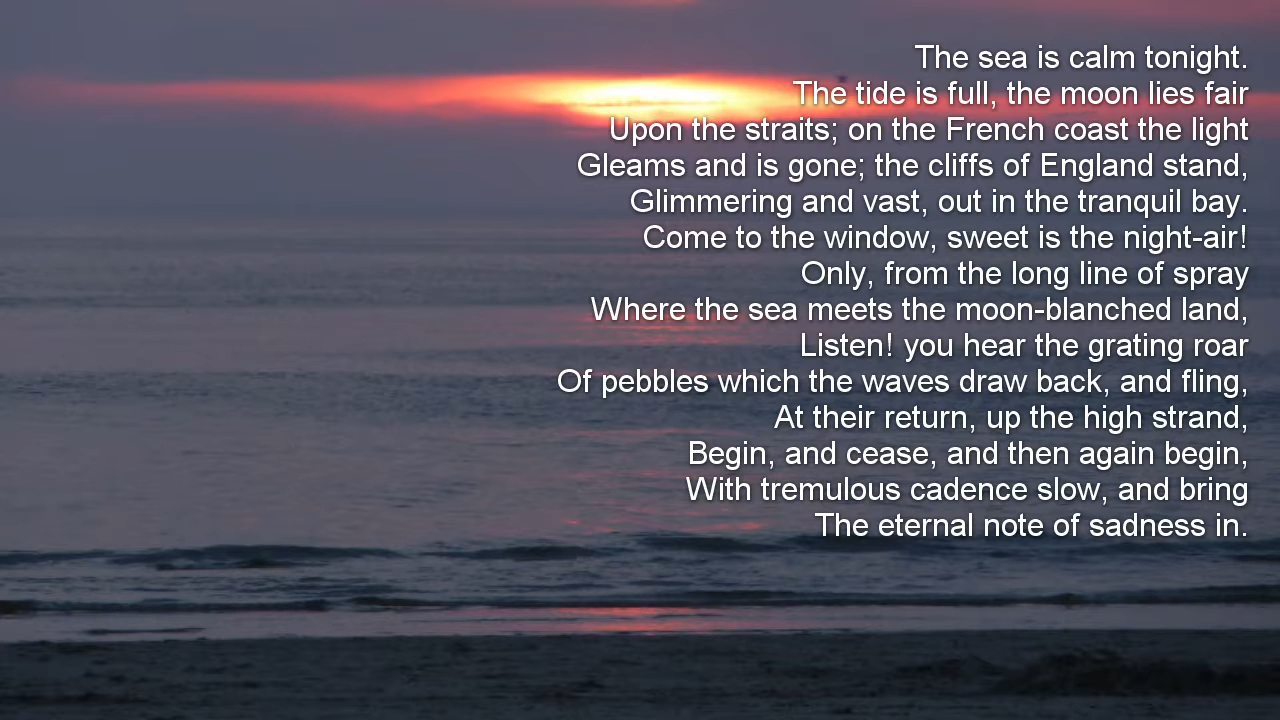 The sea is calm tonight.
The tide is full, the moon lies fair
Upon the straits; on the French coast the light
Gleams and is gone; the cliffs of England stand,
Glimmering and vast, out in the tranquil bay.
Come to the window, sweet is the night-air!
Only, from the long line of spray
Where the sea meets the moon-blanched land,
Listen! you hear the grating roar
Of pebbles which the waves draw back, and fling,
At their return, up the high strand,
Begin, and cease, and then again begin,
With tremulous cadence slow, and bring
The eternal note of sadness in.